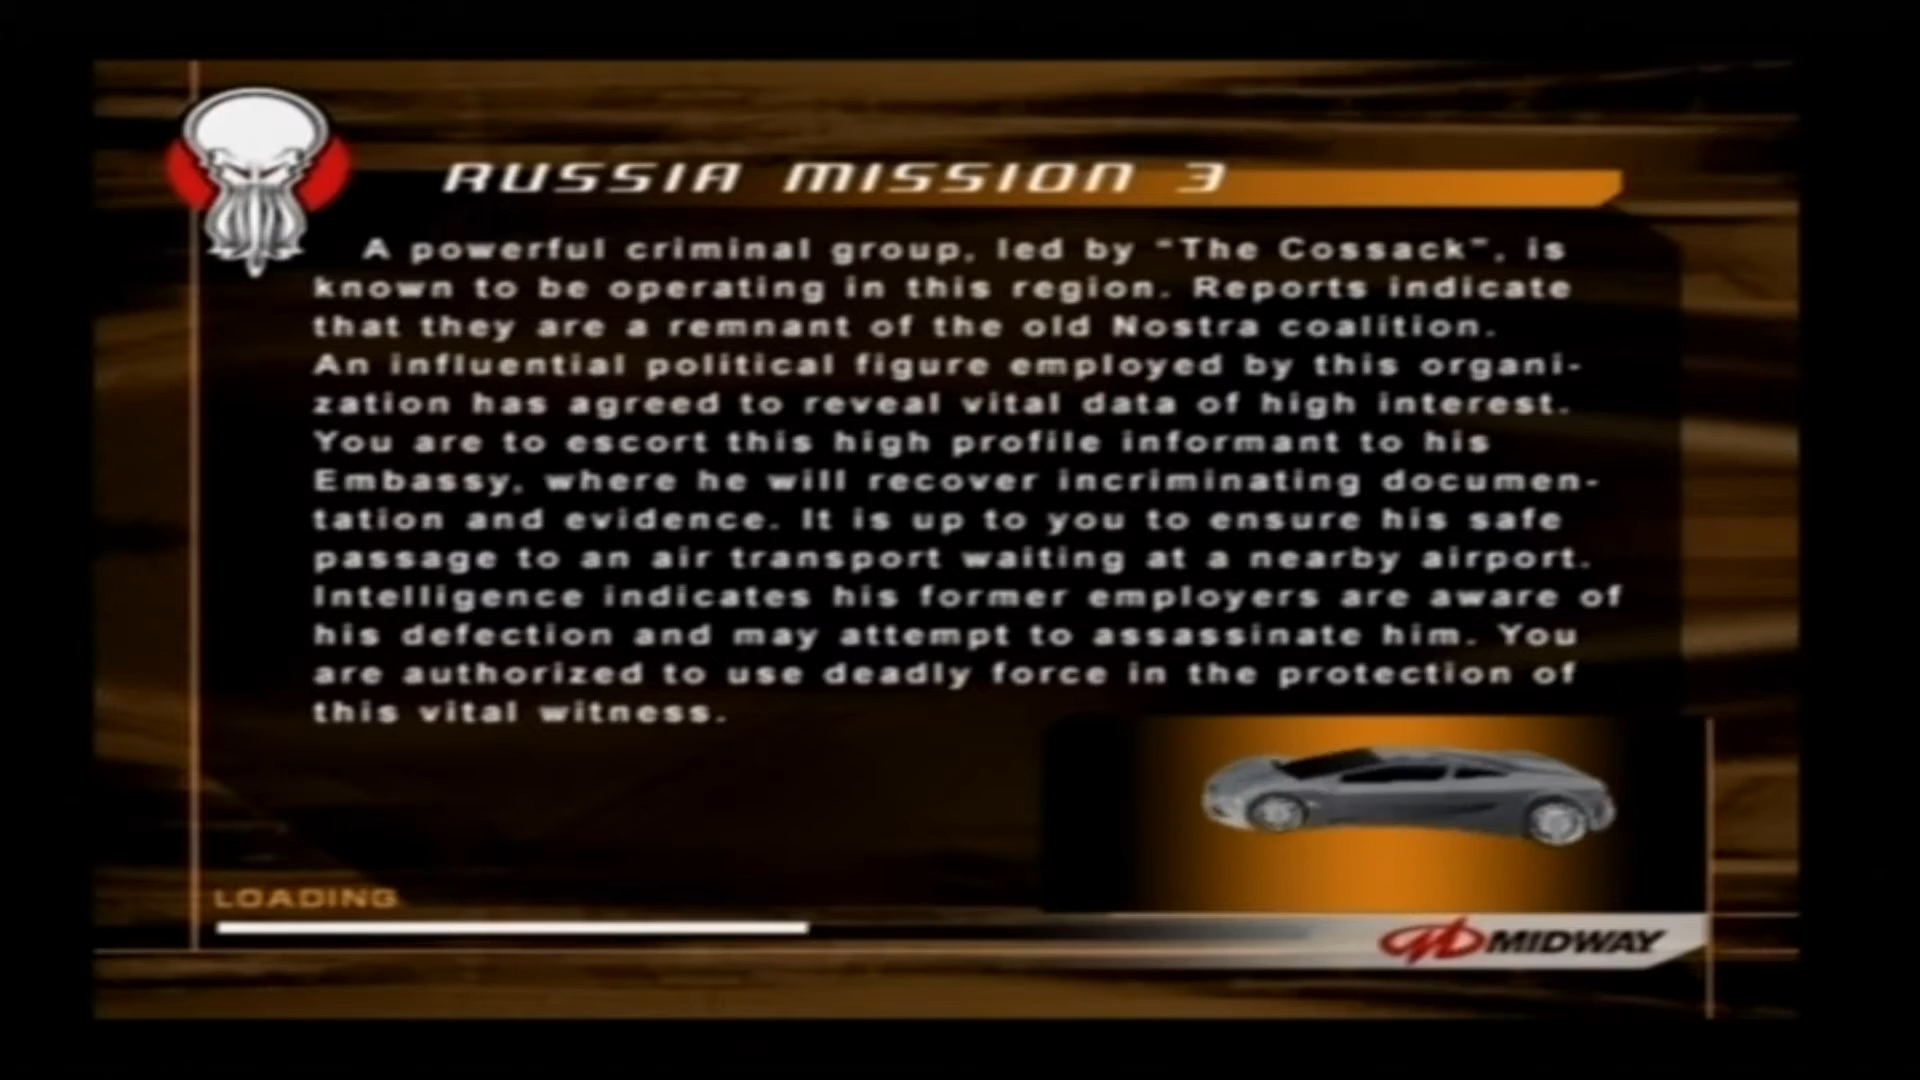 RUSSIA MISSION 3
A powerful criminal group, led by "The Cossack", is
known to be operating in this region. Reports indicate
that they are a remnant of the old Nostra coalition.
An influential political figure employed by this organi-
zation has agreed to reveal vital data of high interest.
You are to escort this high profile informant to his
Embassy, where he will recover incriminating documen-
tation and evidence. It is up to you to ensure his safe
passage to an air transport waiting at a nearby airport.
Intelligence indicates his former employers are aware of
his defection and may attempt to assassinate him. You
are authorized to use deadly force in the protection of
this vital witness.
LOADING
MIDWAY